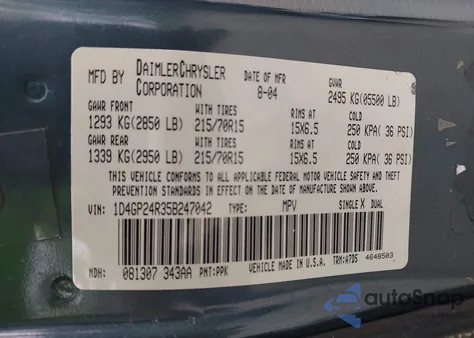 MFD BY DAIMLERCHRYSLER CORPORATION DATE OF MFR 8-04 GVWR 2495 KG(05500 LB)
GAWR FRONT WITH TIRES RIMS AT COLD
1293 KG(2850 LB) 215/70R15 15X6.5 250 KPA( 36 PSI)
GAWR REAR WITH TIRES RIMS AT COLD
1339 KG(2950 LB) 215/70R15 15X6.5 250 KPA( 36 PSI)
THIS VEHICLE CONFORMS TO ALL APPLICABLE FEDERAL MOTOR VEHICLE SAFETY AND THEFT
PREVENTION STANDARDS IN EFFECT ON THE DATE OF MANUFACTURE SHOWN ABOVE.
VIN: 1D4GP24R35B247042 TYPE: MPV SINGLE X DUAL
MDH: 081307 343AA PNT: PPK VEHICLE MADE IN U.S.A. TRM: A7D5 4648503
autoSnap